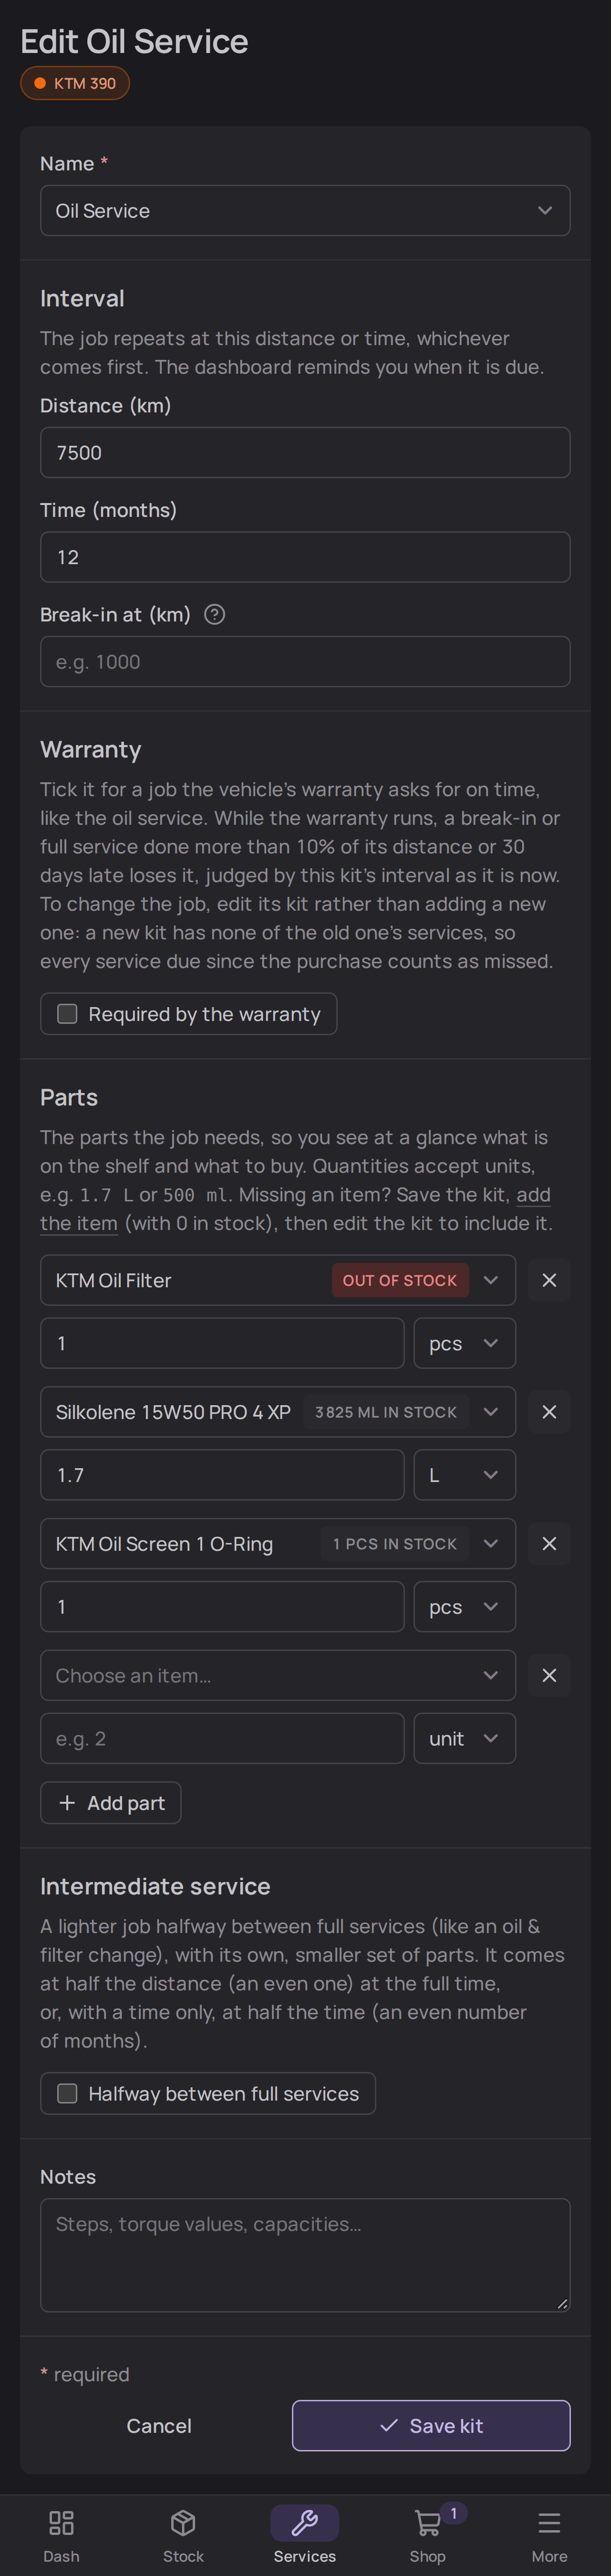 Edit Oil Service
KTM 390
Name *
Oil Service
Interval
The job repeats at this distance or time, whichever
comes first. The dashboard reminds you when it is due.
Distance (km)
7500
Time (months)
12
Break-in at (km)
e.g. 1000
Warranty
Tick it for a job the vehicle’s warranty asks for on time,
like the oil service. While the warranty runs, a break-in or
full service done more than 10% of its distance or 30
days late loses it, judged by this kit’s interval as it is now.
To change the job, edit its kit rather than adding a new
one: a new kit has none of the old one’s services, so
every service due since the purchase counts as missed.
Required by the warranty
Parts
The parts the job needs, so you see at a glance what is
on the shelf and what to buy. Quantities accept units,
e.g. 1.7 L or 500 ml. Missing an item? Save the kit, add
the item (with 0 in stock), then edit the kit to include it.
KTM Oil Filter OUT OF STOCK
1 pcs
Silkolene 15W50 PRO 4 XP 3 825 ML IN STOCK
1.7 L
KTM Oil Screen 1 O-Ring 1 PCS IN STOCK
1 pcs
Choose an item…
e.g. 2 unit
Add part
Intermediate service
A lighter job halfway between full services (like an oil &
filter change), with its own, smaller set of parts. It comes
at half the distance (an even one) at the full time,
or, with a time only, at half the time (an even number
of months).
Halfway between full services
Notes
Steps, torque values, capacities…
* required
Cancel Save kit
1
Dash Stock Services Shop More